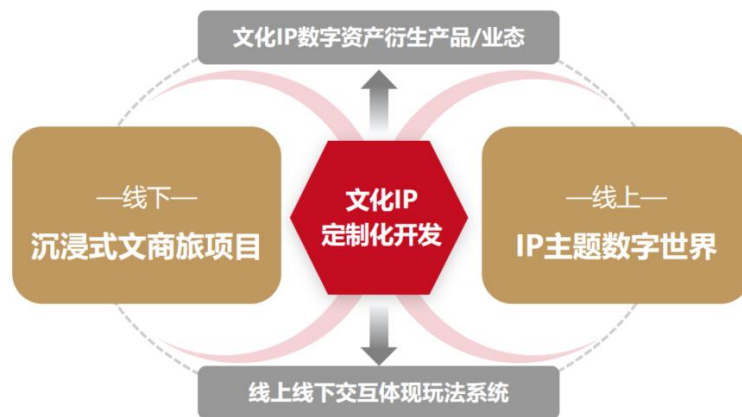 文化IP数字资产衍生产品/业态
—线下—
沉浸式文商旅项目
文化IP
定制化开发
—线上—
IP主题数字世界
线上线下交互体现玩法系统